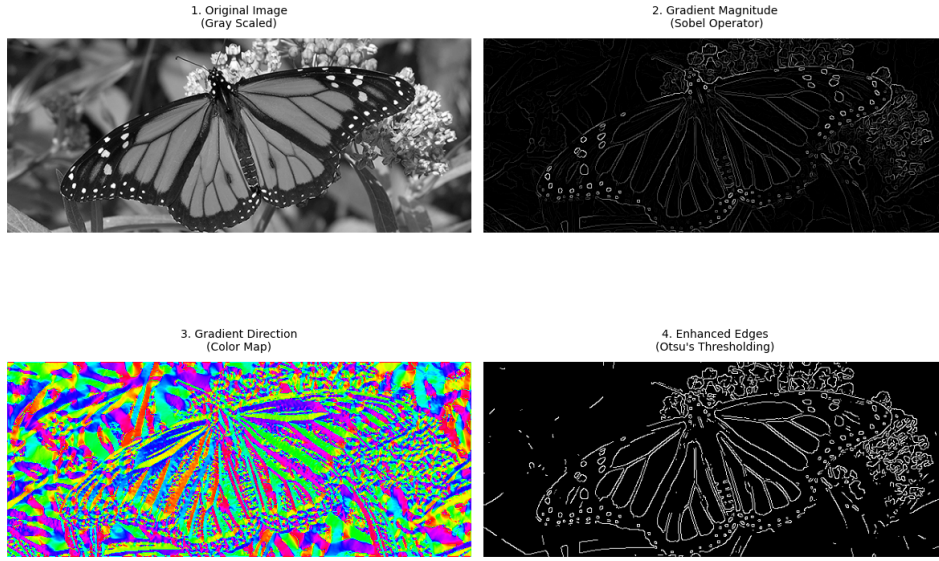 1. Original Image
(Gray Scaled)
2. Gradient Magnitude
(Sobel Operator)
3. Gradient Direction
(Color Map)
4. Enhanced Edges
(Otsu's Thresholding)